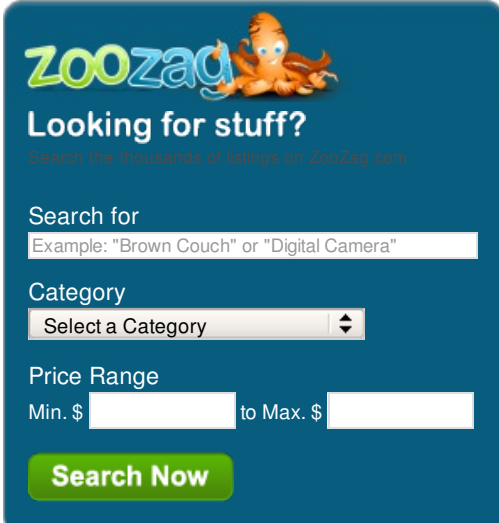 zoozag
Looking for stuff?
Search the thousands of listings on ZooZag.com
Search for
Example: "Brown Couch" or "Digital Camera"
Category
Select a Category
Price Range
Min. $ to Max. $
Search Now